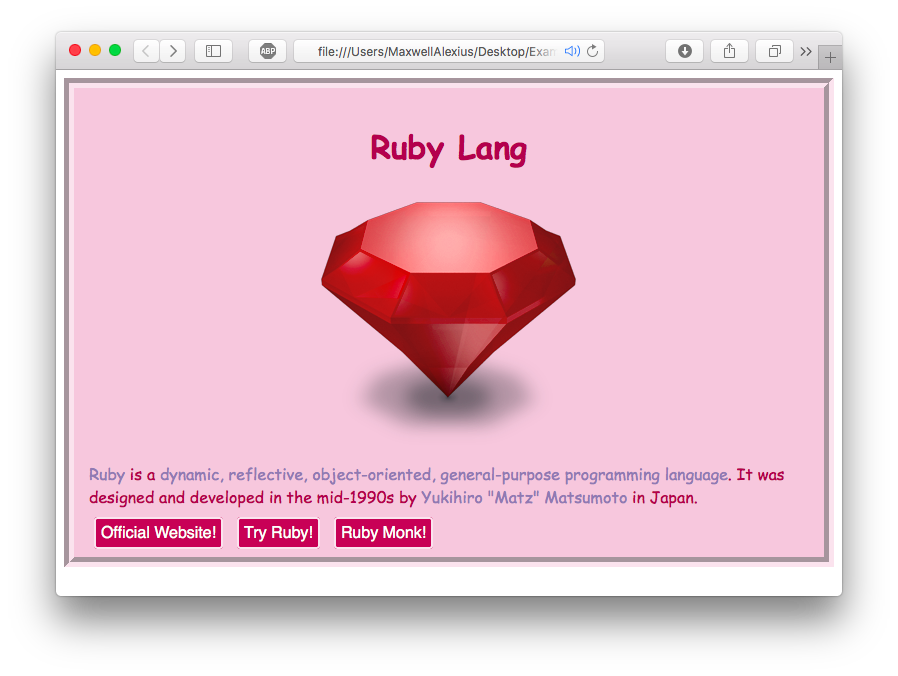 ABP
file:///Users/MaxwellAlexius/Desktop/Exa
Ruby Lang
Ruby is a dynamic, reflective, object-oriented, general-purpose programming language. It was
designed and developed in the mid-1990s by Yukihiro "Matz" Matsumoto in Japan.
Official Website! Try Ruby! Ruby Monk!